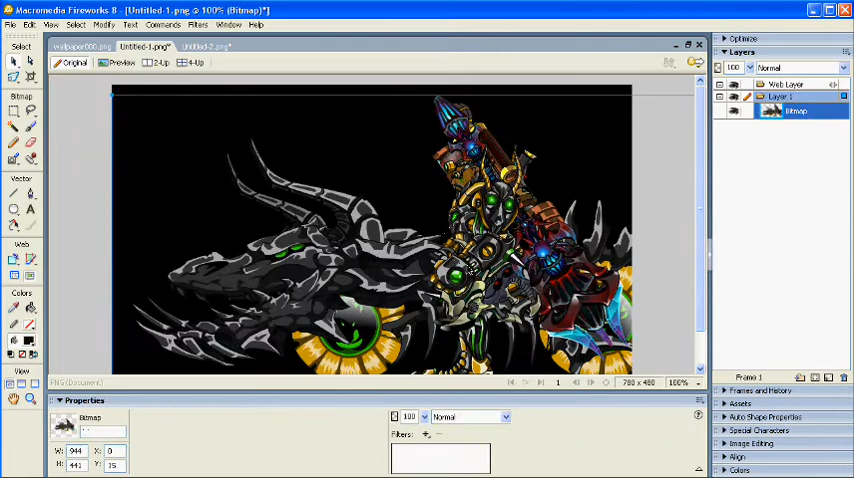 Macromedia Fireworks 8 - [Untitled-1.png @ 100% (Bitmap)*]
File Edit View Select Modify Text Commands Filters Window Help
wallpaper000.png Untitled-1.png* Untitled-2.png*
Original Preview 2-Up 4-Up
Select
Bitmap
Vector
Web
Colors
View
Optimize
Layers
100 Normal
Web Layer
Layer 1
Bitmap
Frame 1
Frames and History
Assets
Auto Shape Properties
Special Characters
Image Editing
Align
Colors
PNG (Document) 1 780 x 480 100%
Properties
Bitmap
W: 944 X: 0
H: 441 Y: 15
100 Normal
Filters: